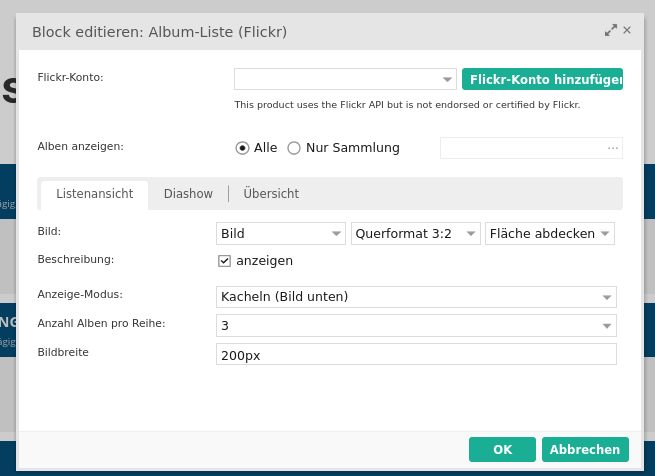 Block editieren: Album-Liste (Flickr)
Flickr-Konto:
Flickr-Konto hinzufügen
This product uses the Flickr API but is not endorsed or certified by Flickr.
Alben anzeigen: Alle Nur Sammlung ...
Listenansicht Diashow Übersicht
Bild: Bild Querformat 3:2 Fläche abdecken
Beschreibung: anzeigen
Anzeige-Modus: Kacheln (Bild unten)
Anzahl Alben pro Reihe: 3
Bildbreite 200px
OK Abbrechen